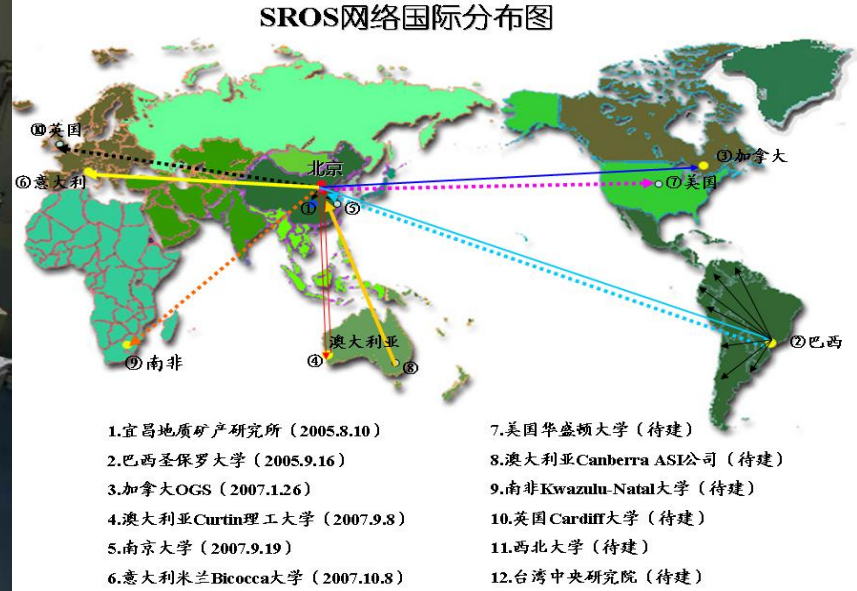 SROS网络国际分布图
⑩英国
⑥意大利
北京
①
⑤
③加拿大
⑦美国
②巴西
⑨南非
④
澳大利亚
⑧
1.宜昌地质矿产研究所（2005.8.10）
2.巴西圣保罗大学（2005.9.16）
3.加拿大OGS（2007.1.26）
4.澳大利亚Curtin理工大学（2007.9.8）
5.南京大学（2007.9.19）
6.意大利米兰Bicocca大学（2007.10.8）
7.美国华盛顿大学（待建）
8.澳大利亚Canberra ASI公司（待建）
9.南非Kwazulu-Natal大学（待建）
10.英国Cardiff大学（待建）
11.西北大学（待建）
12.台湾中央研究院（待建）